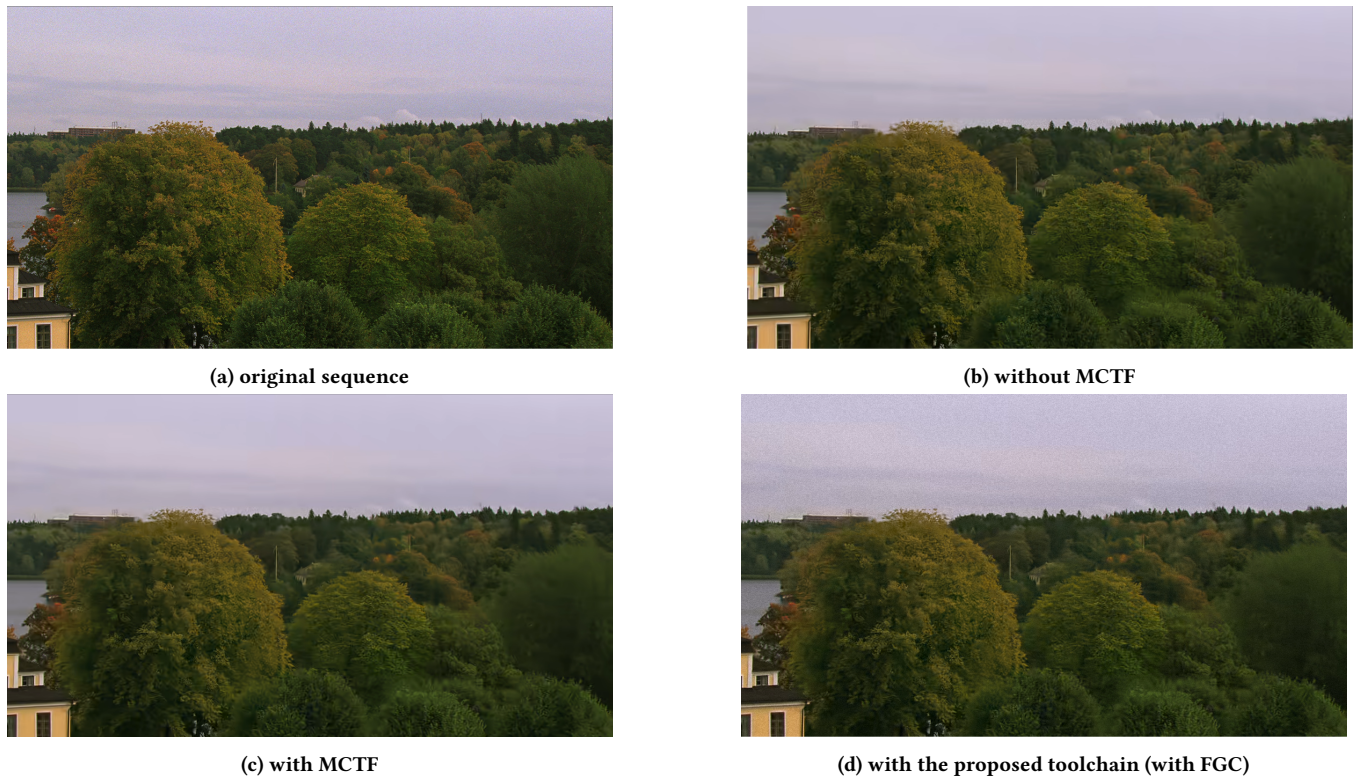 (a) original sequence
(b) without MCTF
(c) with MCTF
(d) with the proposed toolchain (with FGC)